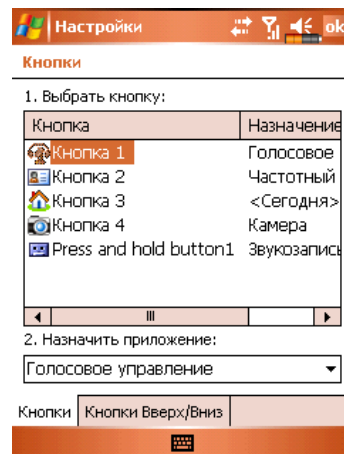 Настройки ok
Кнопки
1. Выбрать кнопку:
Кнопка Назначение
Кнопка 1 Голосовое
Кнопка 2 Частотный
Кнопка 3 <Сегодня>
Кнопка 4 Камера
Press and hold button1 Звукозапись
2. Назначить приложение:
Голосовое управление
Кнопки Кнопки Вверх/Вниз